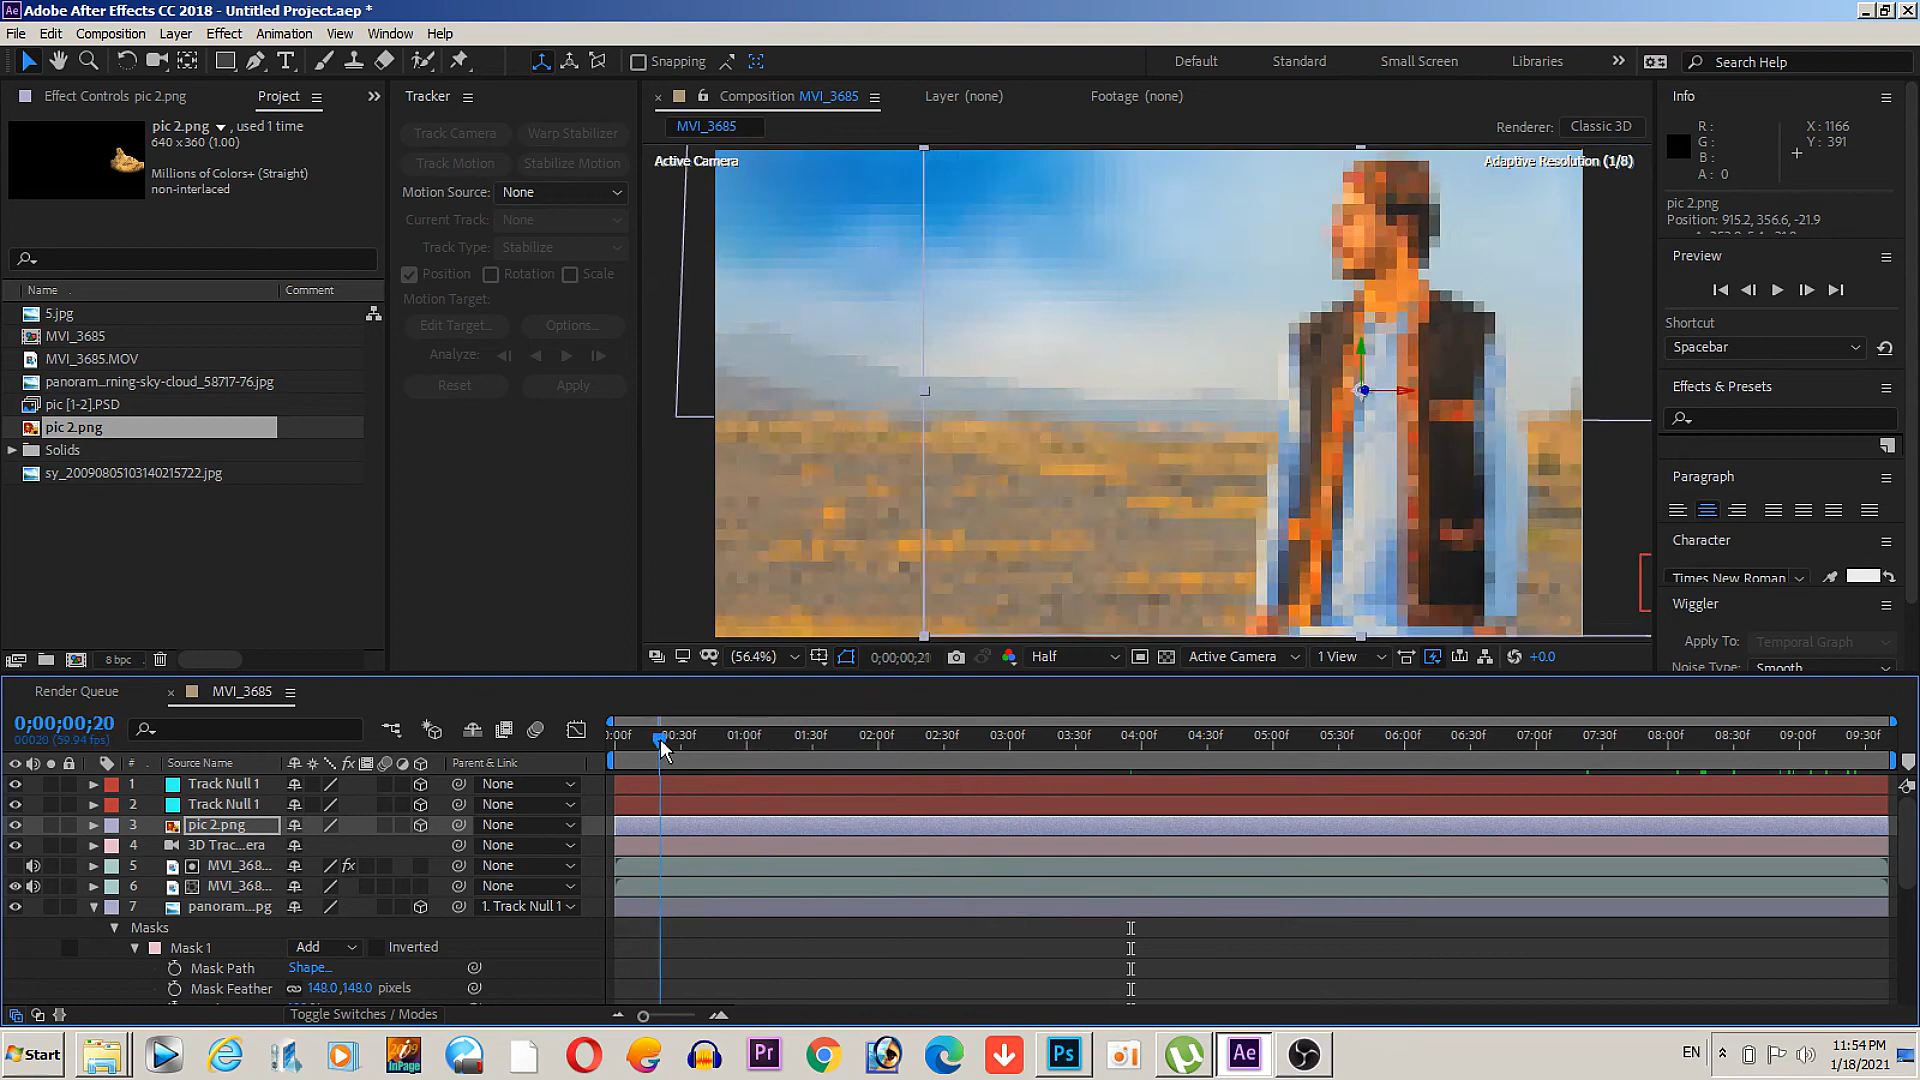 Adobe After Effects CC 2018 - Untitled Project.aep *
File Edit Composition Layer Effect Animation View Window Help
Snapping
Default Standard Small Screen Libraries Search Help
Effect Controls pic 2.png Project
Tracker
Composition MVI_3685 Layer (none) Footage (none)
Info
pic 2.png , used 1 time
640 x 360 (1.00)
Millions of Colors+ (Straight)
non-interlaced
Name Comment
5.jpg
MVI_3685
MVI_3685.MOV
panoram_rning-sky-cloud_58717-76.jpg
pic [1-2].PSD
pic 2.png
Solids
sy_20090805103140215722.jpg
8 bpc
Track Camera Warp Stabilizer
Track Motion Stabilize Motion
Motion Source: None
Current Track: None
Track Type: Stabilize
Position Rotation Scale
Motion Target:
Edit Target... Options...
Analyze:
Reset Apply
MVI_3685 Renderer: Classic 3D
Active Camera Adaptive Resolution (1/8)
(56.4%) 0;00;00;21 Half Active Camera 1 View +0.0
R: X: 1166
G: Y: 391
B:
A: 0
pic 2.png
Position: 915.2, 356.6, -21.9
Preview
Shortcut
Spacebar
Effects & Presets
Paragraph
Character
Times New Roman
Wiggler
Apply To: Temporal Graph
Noise Type: Smooth
Render Queue MVI_3685
0;00;00;20
00020 (59.94 fps)
):00f 00:30f 01:00f 01:30f 02:00f 02:30f 03:00f 03:30f 04:00f 04:30f 05:00f 05:30f 06:00f 06:30f 07:00f 07:30f 08:00f 08:30f 09:00f 09:30f
# Source Name fx Parent & Link
1 Track Null 1 None
2 Track Null 1 None
3 pic 2.png None
4 3D Trac...era None
5 MVI_368... fx None
6 MVI_368... None
7 panoram...pg 1. Track Null 1
Masks
Mask 1 Add Inverted
Mask Path Shape...
Mask Feather 148.0,148.0 pixels
Toggle Switches / Modes
Start 2009 InPage Pr Ps Ae EN 11:54 PM
1/18/2021